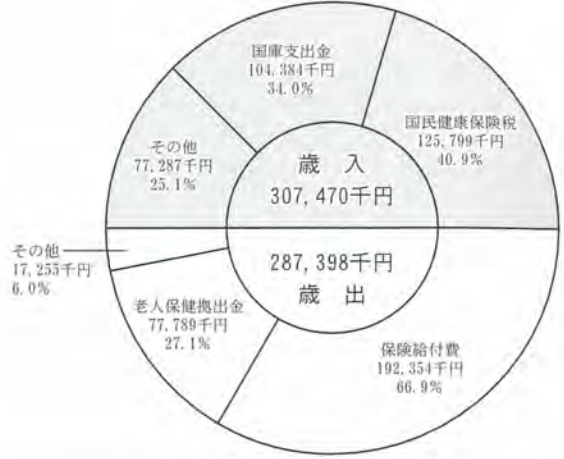 国庫支出金
104,384千円
34.0%
国民健康保険税
125,799千円
40.9%
その他
77,287千円
25.1%
歳 入
307,470千円
287,398千円
歳 出
その他
17,255千円
6.0%
老人保健拠出金
77,789千円
27.1%
保険給付費
192,354千円
66.9%